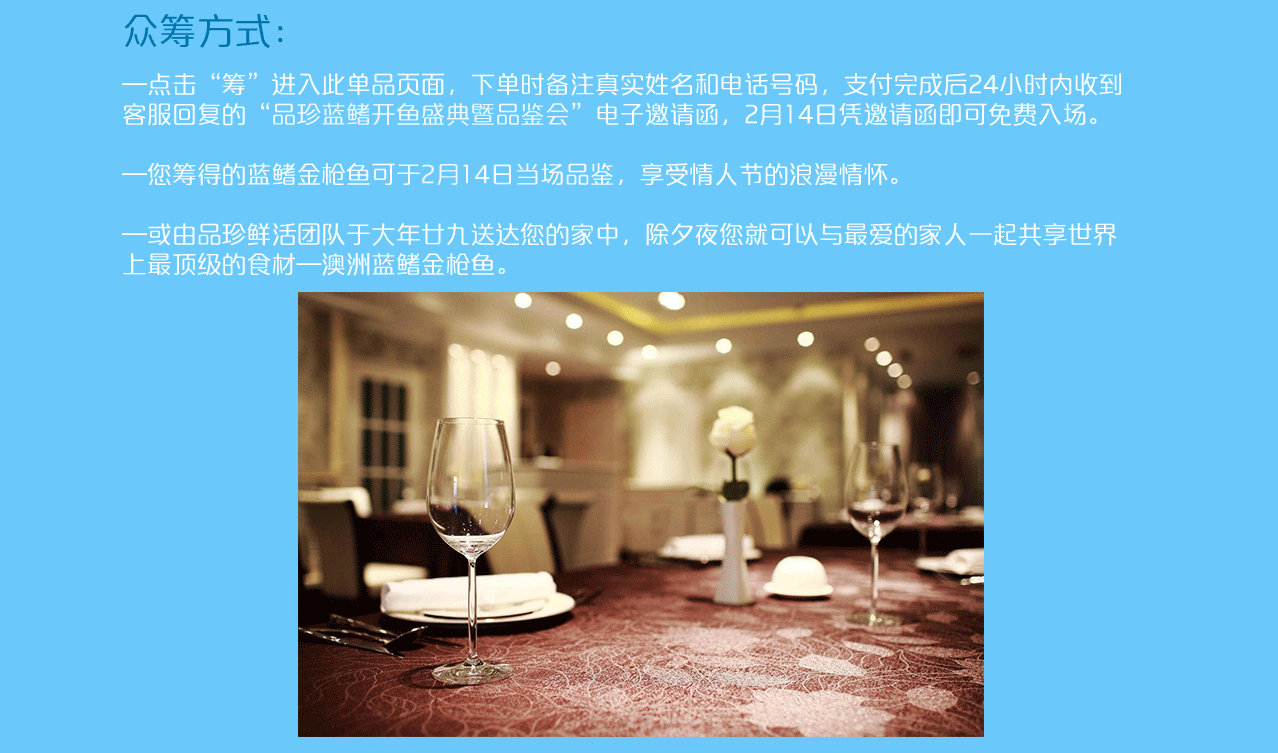 众筹方式：
—点击“筹”进入此单品页面，下单时备注真实姓名和电话号码，支付完成后24小时内收到
客服回复的“品珍蓝鳍开鱼盛典暨品鉴会”电子邀请函，2月14日凭邀请函即可免费入场。
—您筹得的蓝鳍金枪鱼可于2月14日当场品鉴，享受情人节的浪漫情怀。
—或由品珍鲜活团队于大年廿九送达您的家中，除夕夜您就可以与最爱的家人一起共享世界
上最顶级的食材—澳洲蓝鳍金枪鱼。